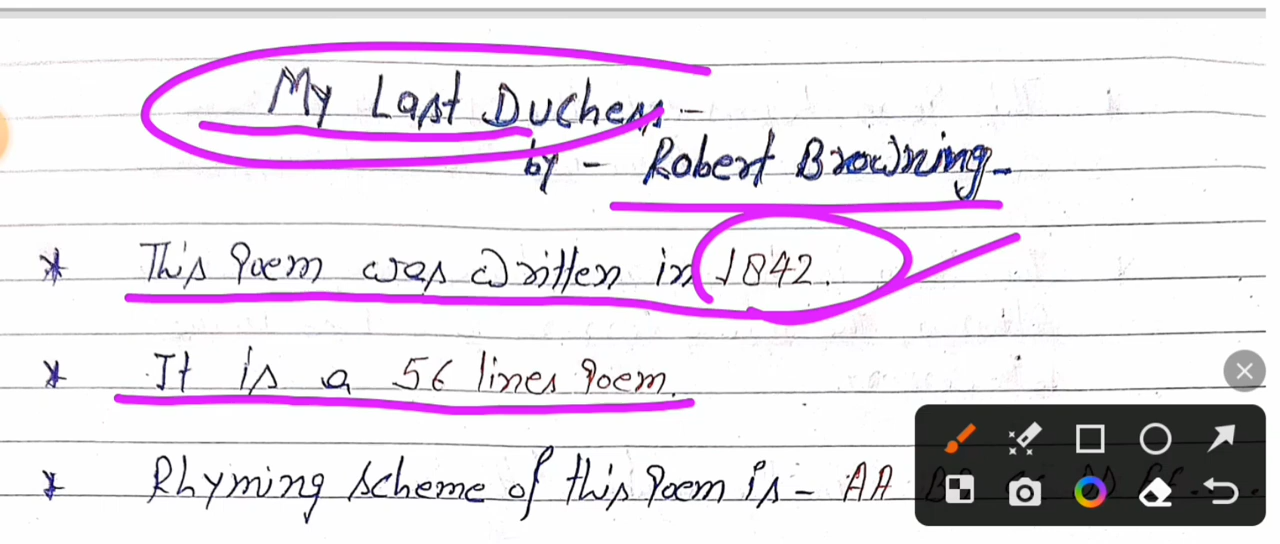 My Last Duchess -
by - Robert Browning -
* This Poem was written in 1842.
* It is a 56 lines Poem.
* Rhyming scheme of this Poem is - AA